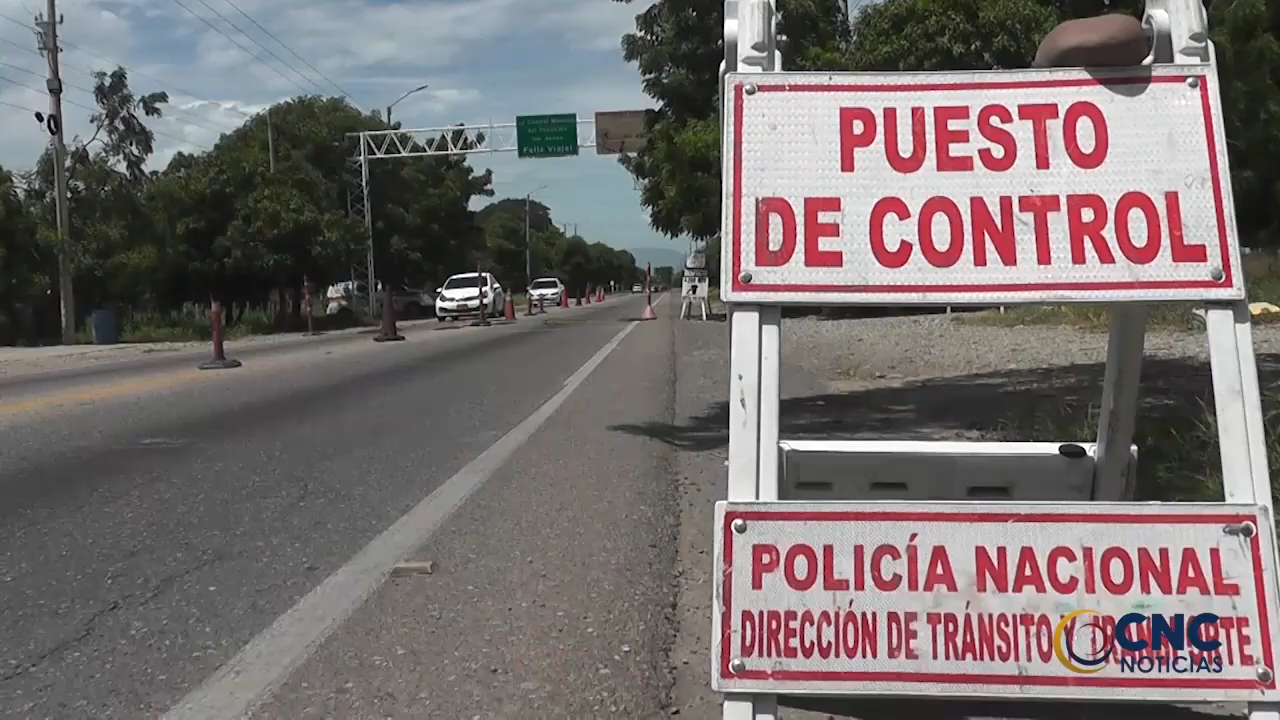 PUESTO
DE CONTROL
POLICÍA NACIONAL
DIRECCIÓN DE TRÁNSITO Y
CNC
NOTICIAS
Feliz Viaje!